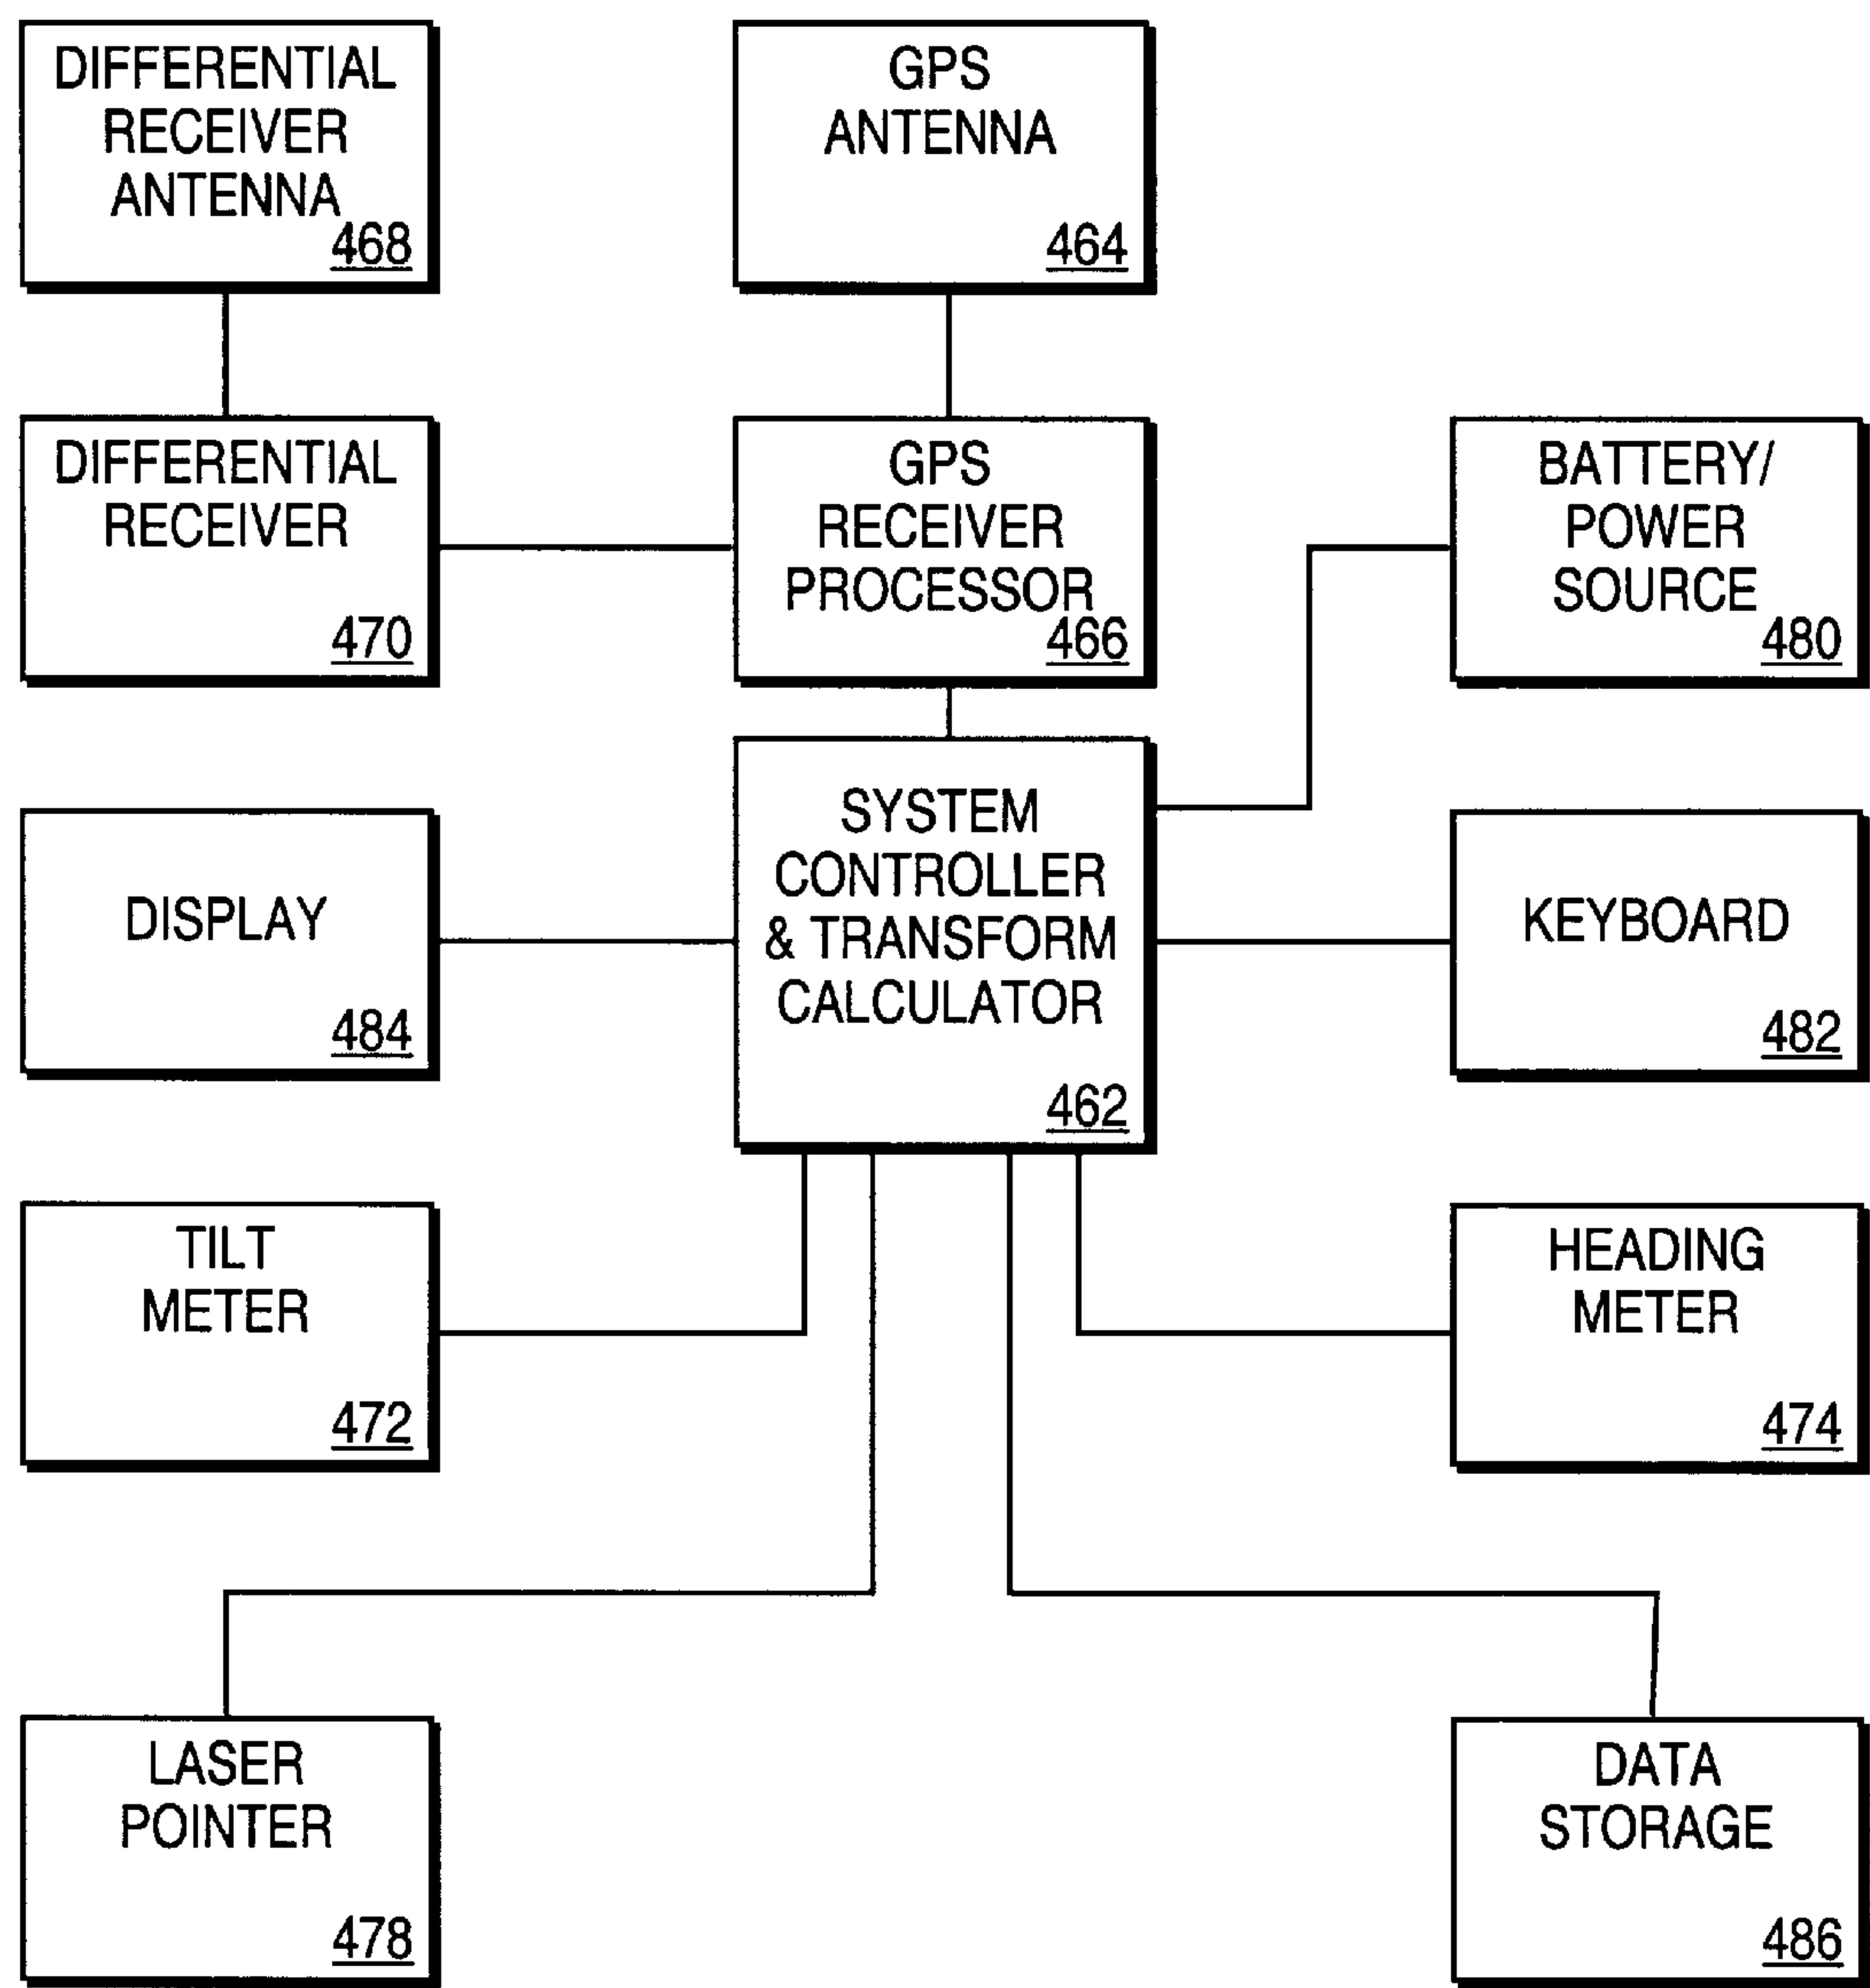 DIFFERENTIAL
RECEIVER
ANTENNA
468
GPS
ANTENNA
464
DIFFERENTIAL
RECEIVER
470
GPS
RECEIVER
PROCESSOR
466
BATTERY/
POWER
SOURCE
480
DISPLAY
484
SYSTEM
CONTROLLER
& TRANSFORM
CALCULATOR
462
KEYBOARD
482
TILT
METER
472
HEADING
METER
474
LASER
POINTER
478
DATA
STORAGE
486